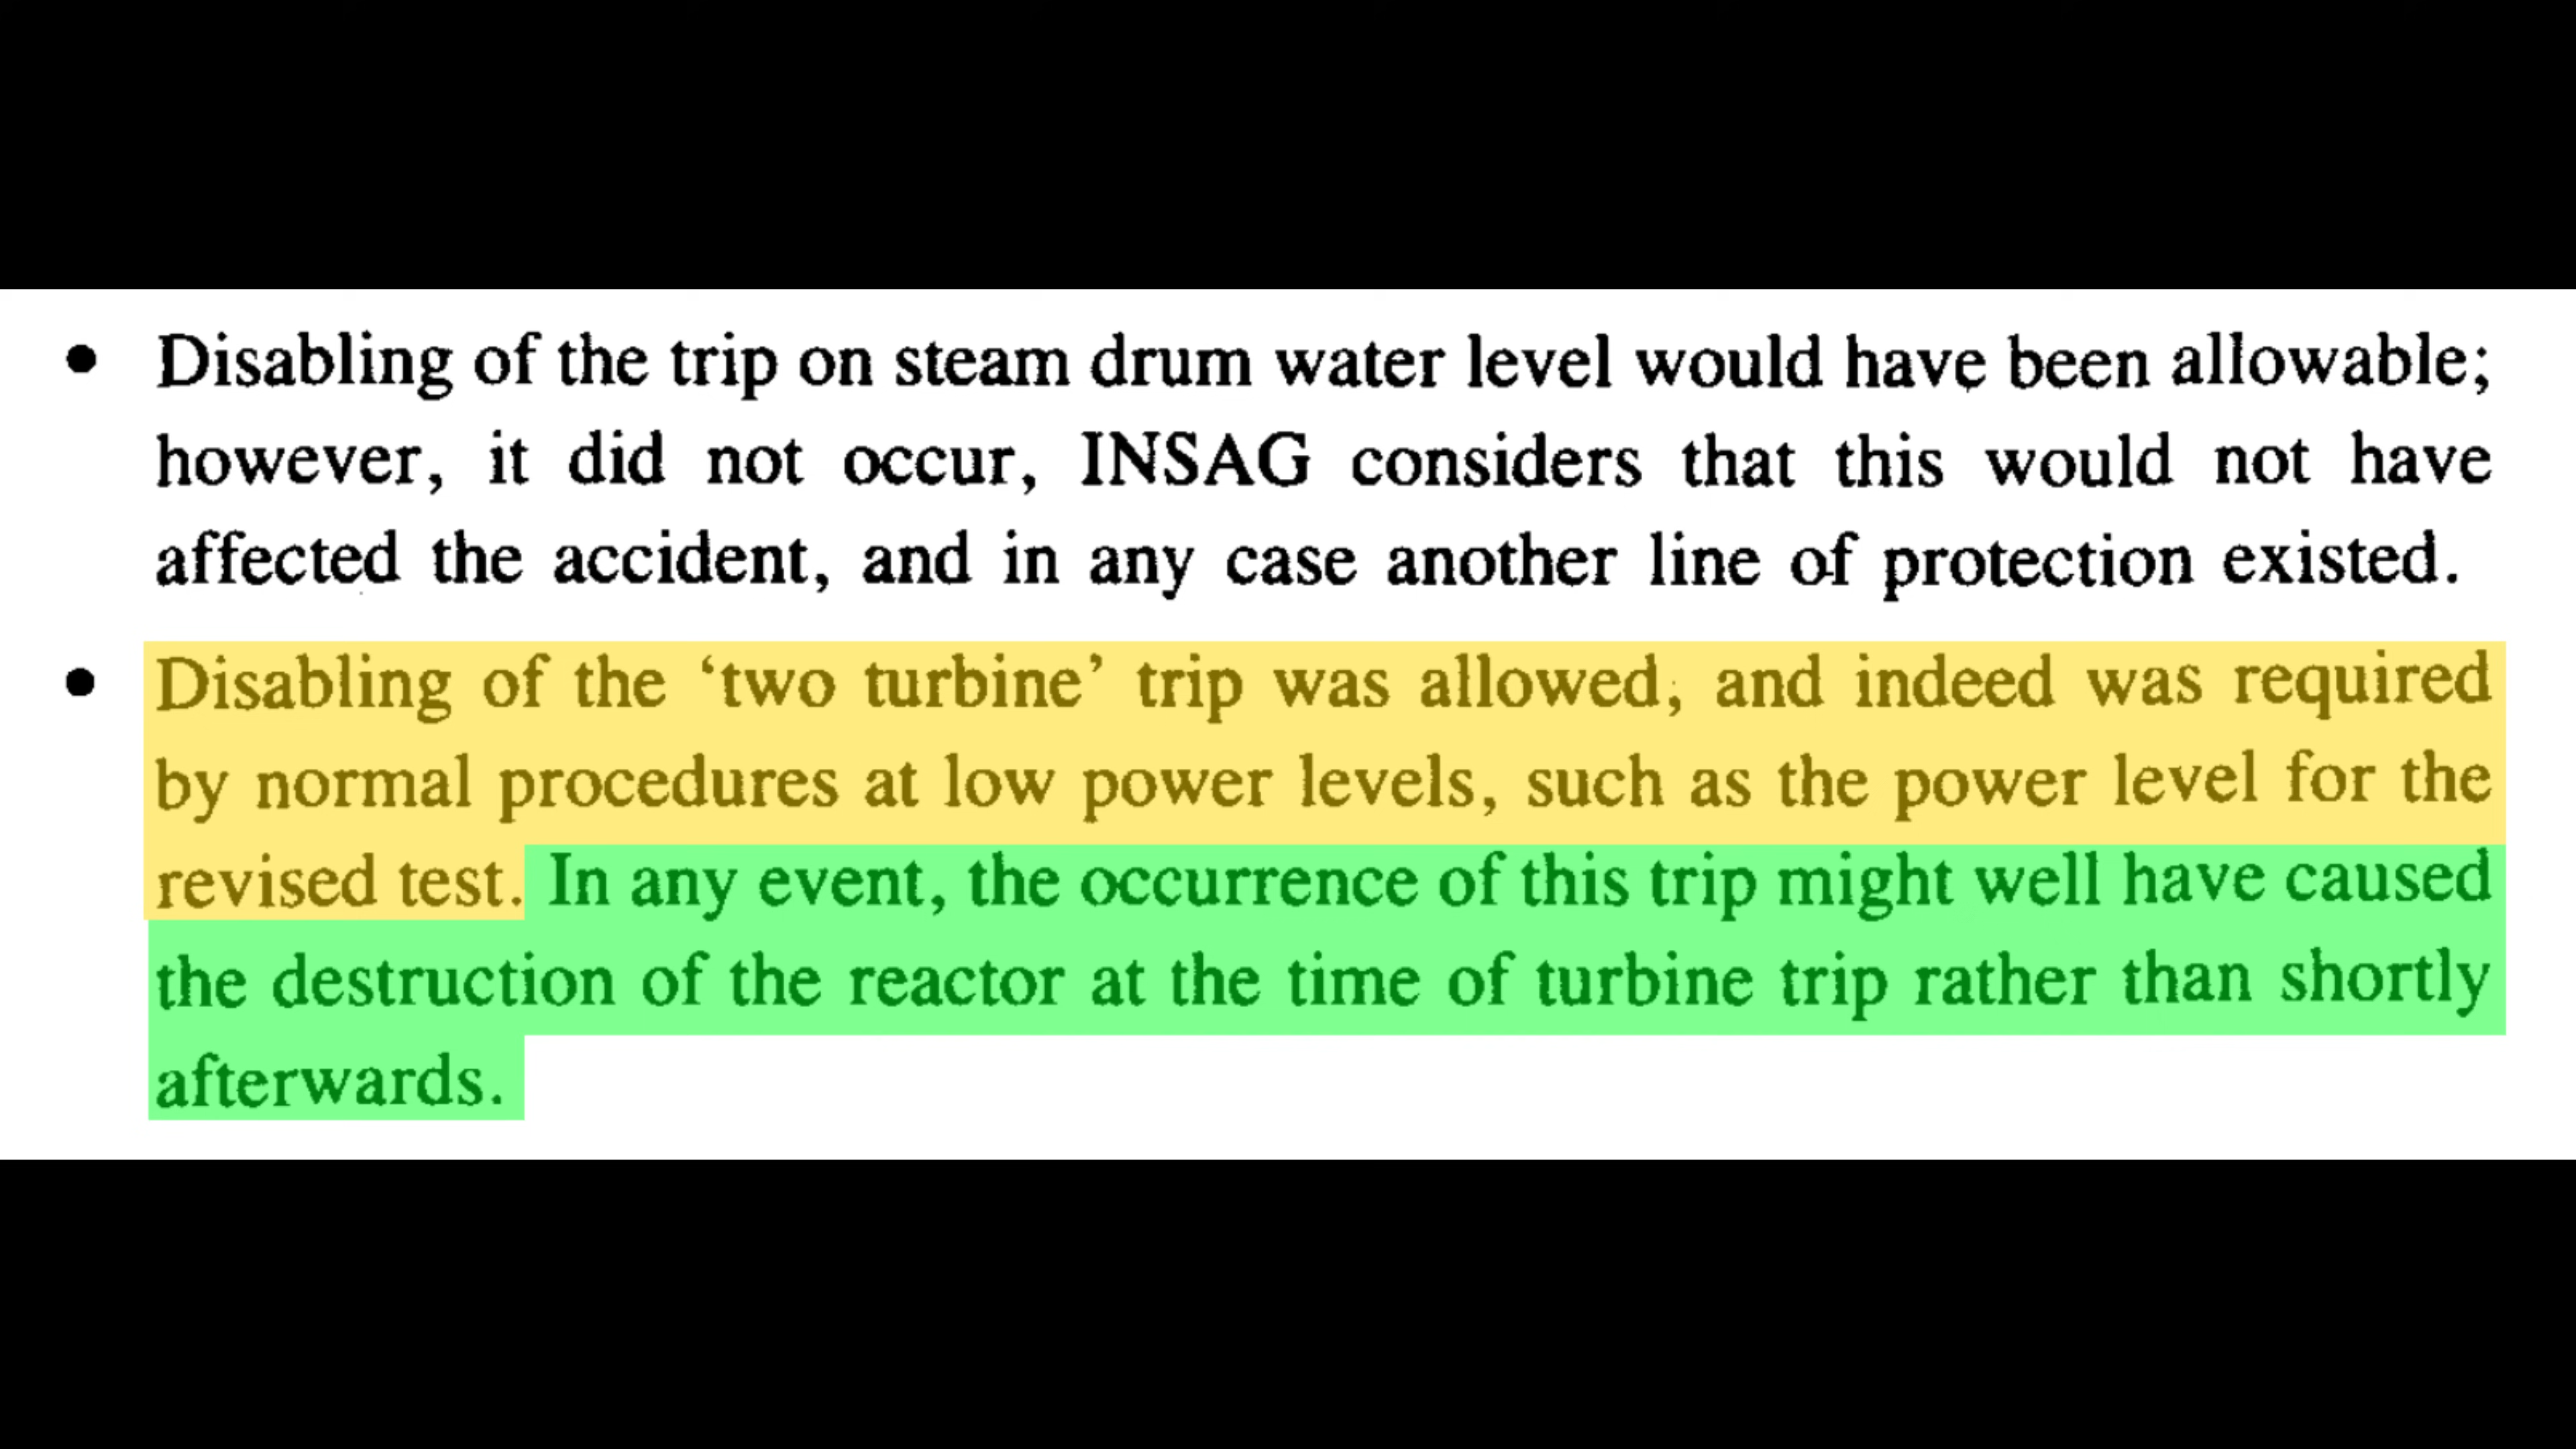 • Disabling of the trip on steam drum water level would have been allowable;
however, it did not occur, INSAG considers that this would not have
affected the accident, and in any case another line of protection existed.
• Disabling of the ‘two turbine’ trip was allowed, and indeed was required
by normal procedures at low power levels, such as the power level for the
revised test. In any event, the occurrence of this trip might well have caused
the destruction of the reactor at the time of turbine trip rather than shortly
afterwards.